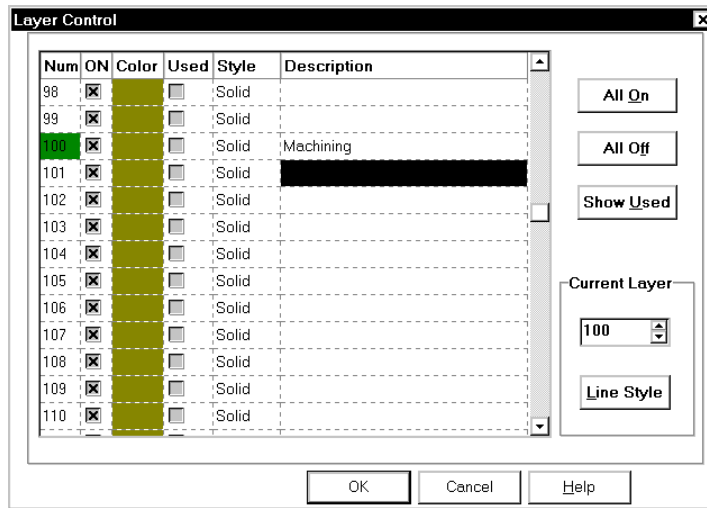 Layer Control
Num ON Color Used Style Description
98 Solid
99 Solid
100 Solid Machining
101 Solid
102 Solid
103 Solid
104 Solid
105 Solid
106 Solid
107 Solid
108 Solid
109 Solid
110 Solid
All On
All Off
Show Used
Current Layer
100
Line Style
OK Cancel Help